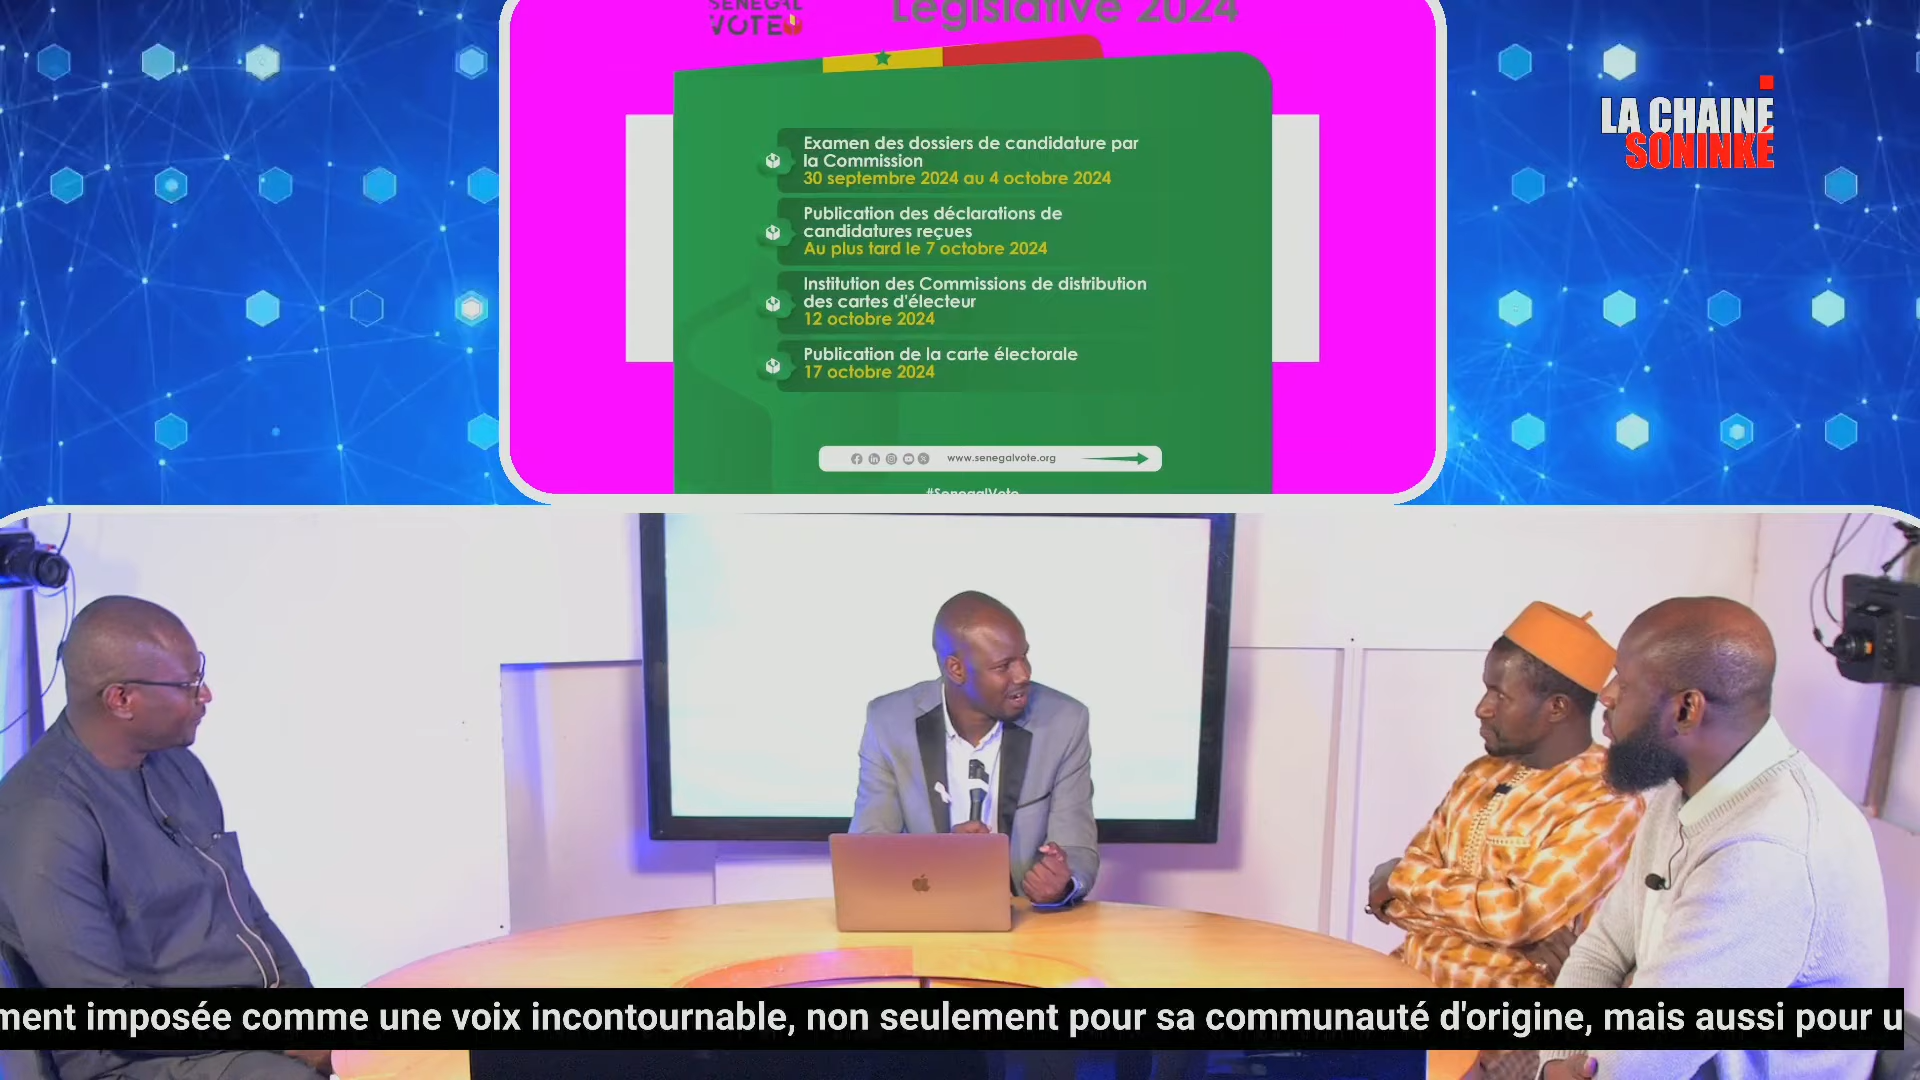 SENEGAL
VOTE
Législative 2024
LA CHAINE
SONINKÉ
Examen des dossiers de candidature par
la Commission
30 septembre 2024 au 4 octobre 2024
Publication des déclarations de
candidatures reçues
Au plus tard le 7 octobre 2024
Institution des Commissions de distribution
des cartes d'électeur
12 octobre 2024
Publication de la carte électorale
17 octobre 2024
www.senegalvote.org
#SenegalVote
ment imposée comme une voix incontournable, non seulement pour sa communauté d'origine, mais aussi pour u